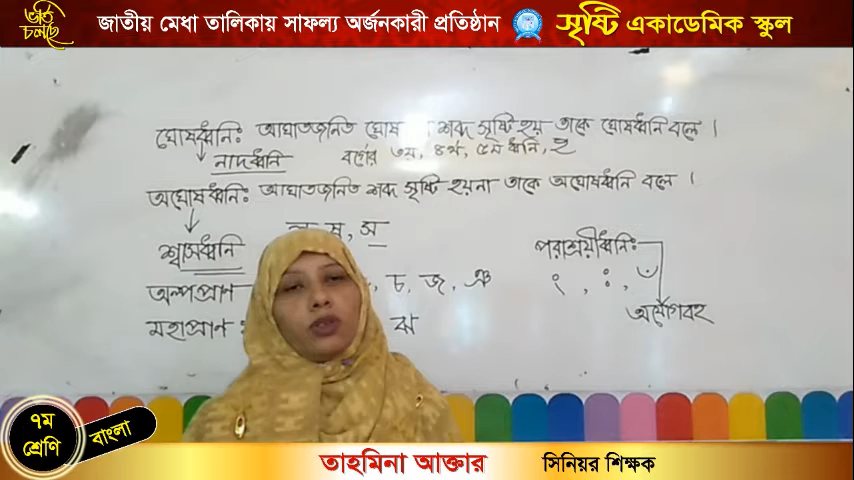 ভর্তি চলছে
জাতীয় মেধা তালিকায় সাফল্য অর্জনকারী প্রতিষ্ঠান সৃষ্টি একাডেমিক স্কুল
ঘোষধ্বনিঃ আঘাতজনিত ঘোষ শব্দ সৃষ্টি হয় তাকে ঘোষধ্বনি বলে।
নাদধ্বনি বর্গের ৩য়, ৪র্থ, ৫ম ধ্বনি, হ
অঘোষধ্বনিঃ আঘাতজনিত শব্দ সৃষ্টি হয়না তাকে অঘোষধ্বনি বলে।
ষ, স
শ্বাসধ্বনি পরাশ্রয়ীধ্বনিঃ
অল্পপ্রাণ চ, জ, ঞ ং, ঃ, ঁ
মহাপ্রাণ ঝ
৭ম শ্রেণি
বাংলা
তাহমিনা আক্তার সিনিয়র শিক্ষক